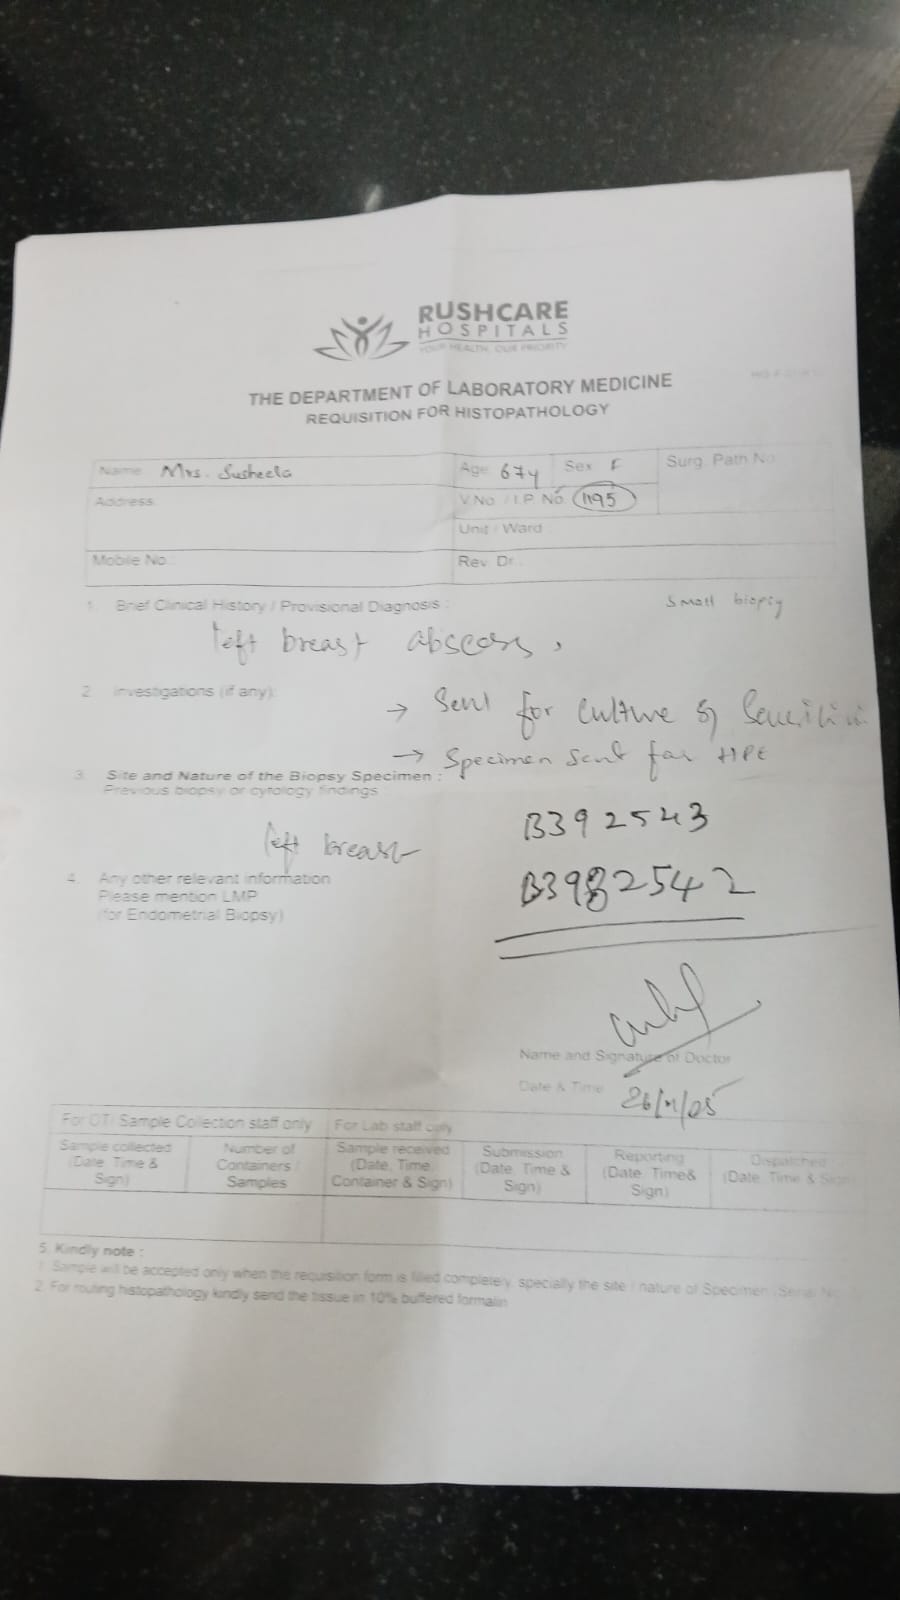 RUSHCARE
HOSPITALS
YOUR HEALTH, OUR PRIORITY
THE DEPARTMENT OF LABORATORY MEDICINE
REQUISITION FOR HISTOPATHOLOGY
Name: Mrs. Susheela Age: 67y Sex F Surg. Path No
Address: V.No / I.P. No. 1195
Unit / Ward
Mobile No.: Rev. Dr.:
1. Brief Clinical History / Provisional Diagnosis : Small biopsy
left breast abscess,
2. Investigations (if any): → Sent for Culture &
→ Specimen sent for HPE
3. Site and Nature of the Biopsy Specimen :
Previous biopsy or cytology findings
B392543
left breast
4. Any other relevant information
Please mention LMP
(for Endometrial Biopsy)
2542
Name and Signature of Doctor
Date & Time 26/11/25
For OT/ Sample Collection staff only For Lab staff only
Sample collected (Date, Time & Sign) Number of Containers / Samples Sample received (Date, Time, Container & Sign) Submission (Date, Time & Sign) Reporting (Date, Time& Sign) Dispatched (Date, Time & Sign)
5. Kindly note :
1. Sample will be accepted only when the requisition form is filled completely, specially the site / nature of Specimen (Serial No.
2. For routing histopathology kindly send the tissue in 10% buffered formalin